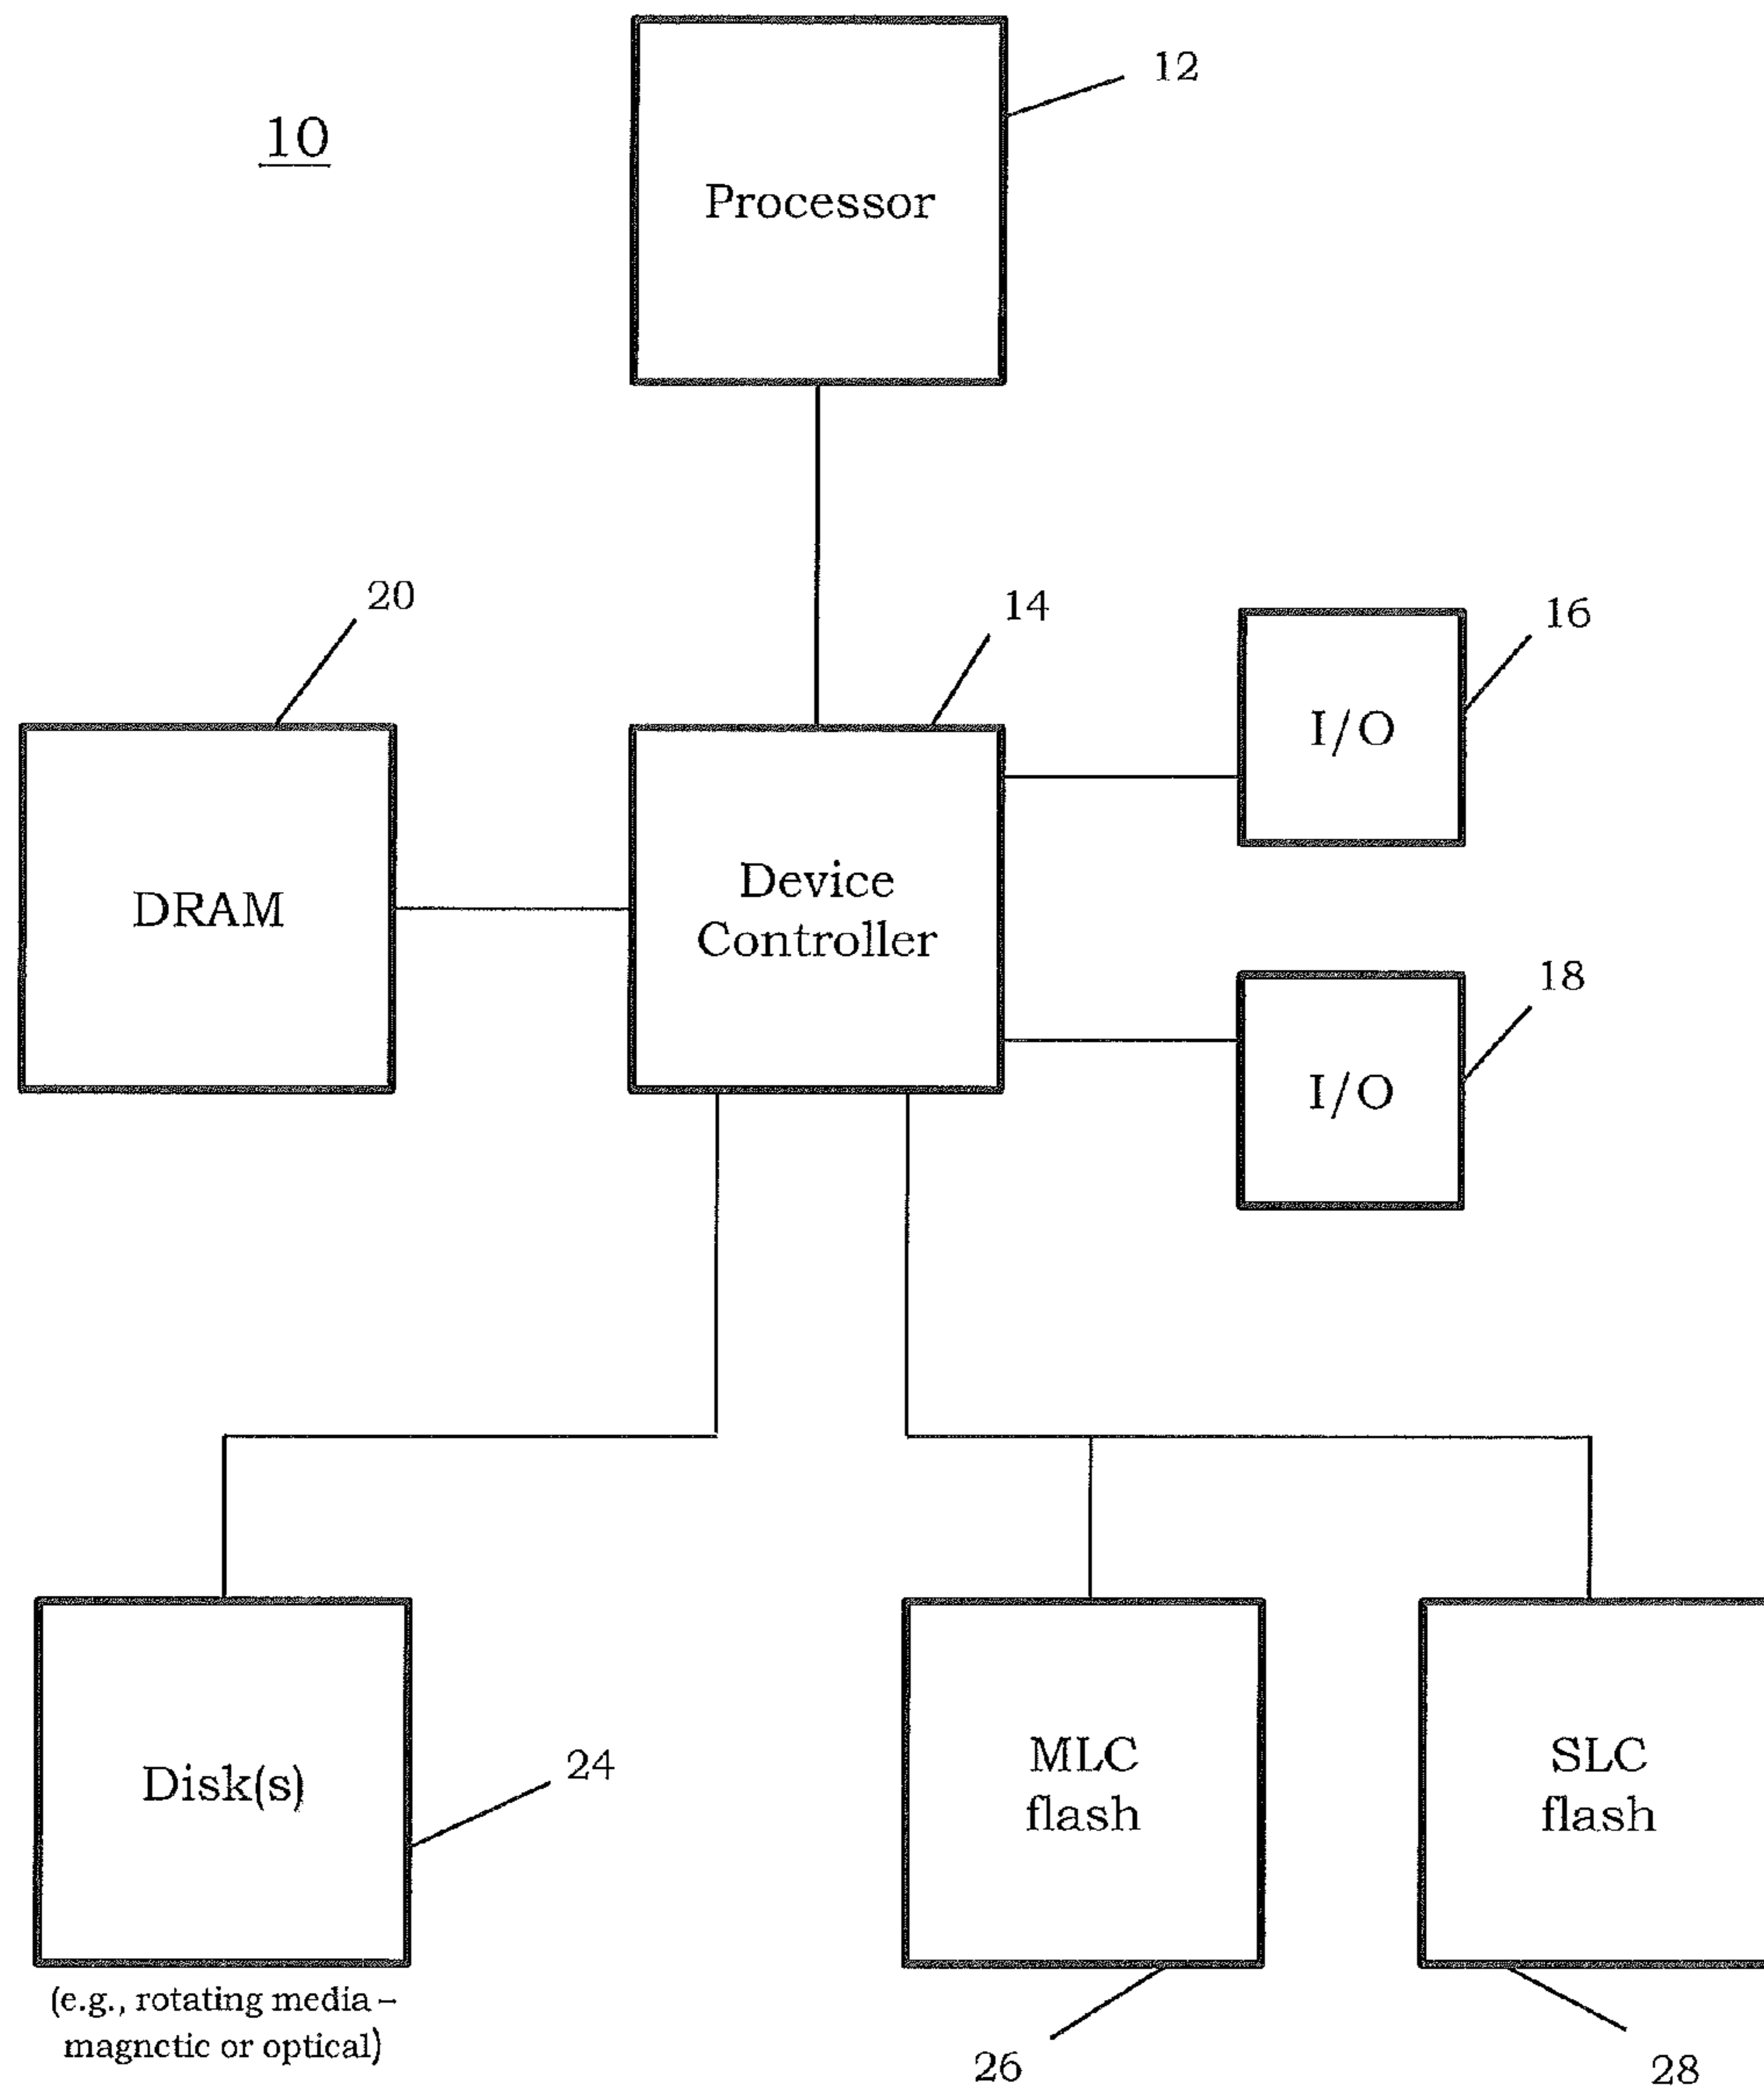 12
10
Processor
20
14
16
I/O
DRAM
Device
Controller
18
I/O
Disk(s)
24
MLC
flash
SLC
flash
(e.g., rotating media –
magnetic or optical)
26
28